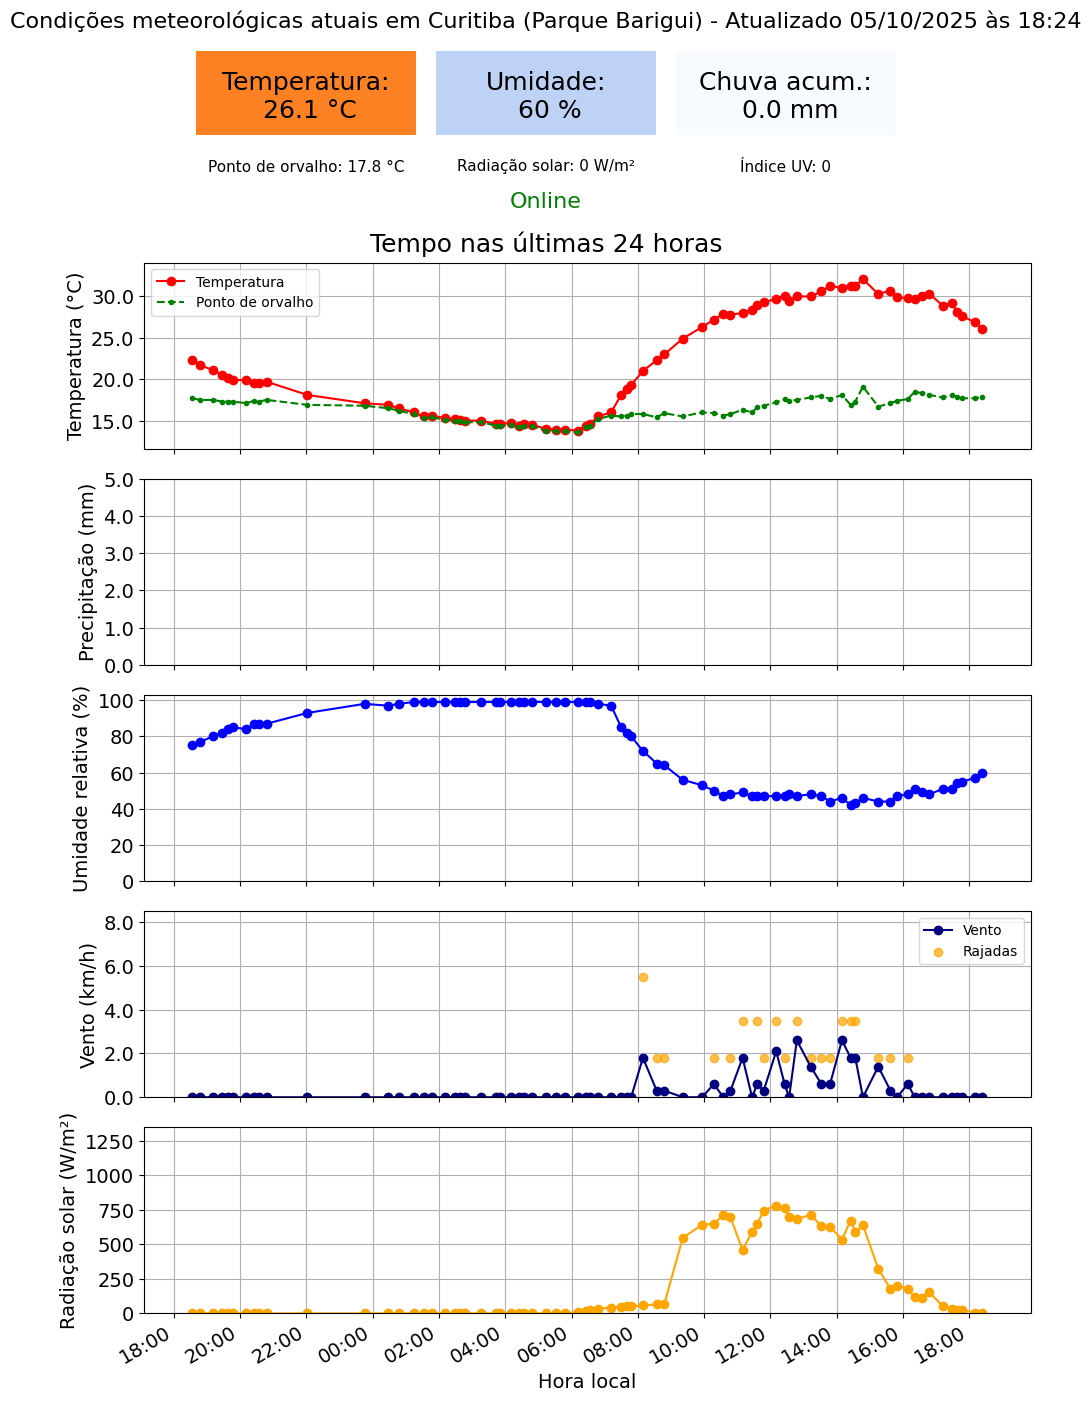 Condições meteorológicas atuais em Curitiba (Parque Barigui) - Atualizado 05/10/2025 às 18:24
Temperatura:
26.1 °C
Umidade:
60 %
Chuva acum.:
0.0 mm
Ponto de orvalho: 17.8 °C
Radiação solar: 0 W/m²
Índice UV: 0
Online
Tempo nas últimas 24 horas
Temperatura (°C)
30.0
25.0
20.0
15.0
Temperatura
Ponto de orvalho
Precipitação (mm)
5.0
4.0
3.0
2.0
1.0
0.0
Umidade relativa (%)
100
80
60
40
20
0
Vento (km/h)
8.0
6.0
4.0
2.0
0.0
Vento
Rajadas
Radiação solar (W/m²)
1250
1000
750
500
250
0
18:00
20:00
22:00
00:00
02:00
04:00
06:00
08:00
10:00
12:00
14:00
16:00
18:00
Hora local